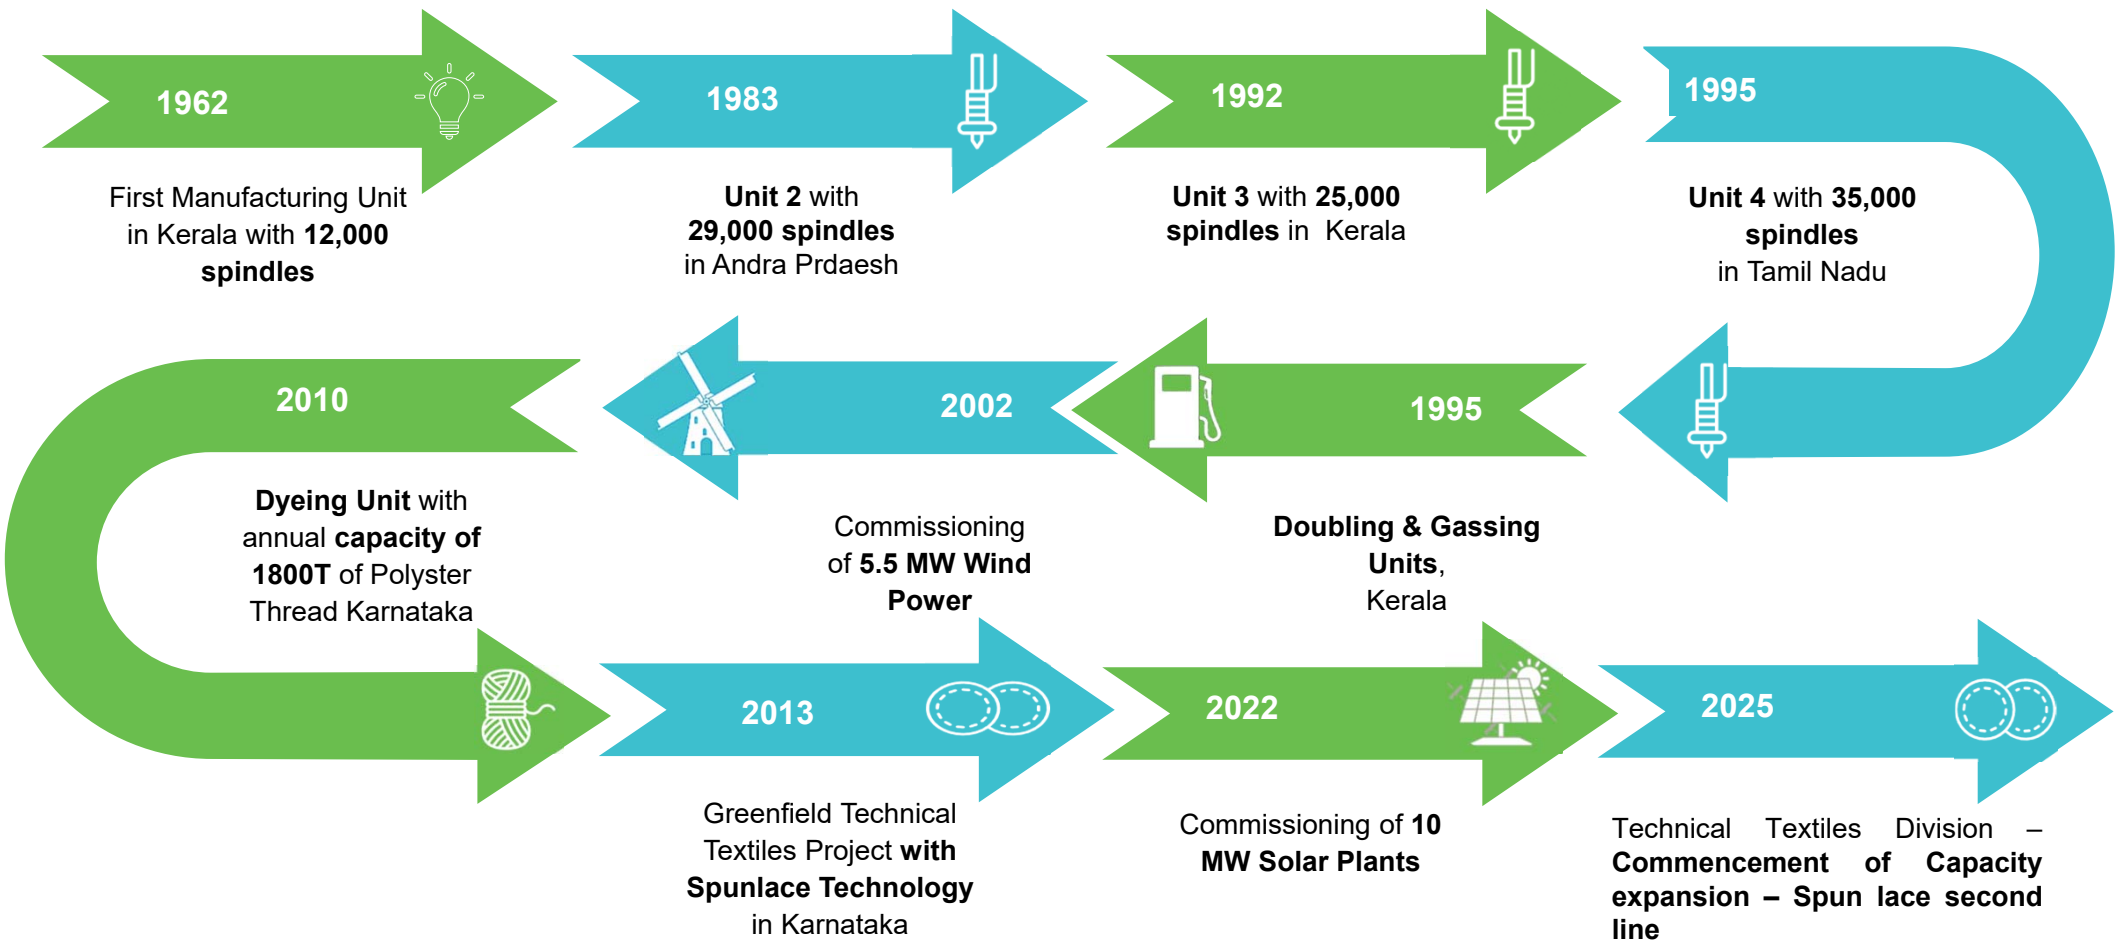 1962
First Manufacturing Unit
in Kerala with 12,000
spindles
1983
Unit 2 with
29,000 spindles
in Andra Prdaesh
1992
Unit 3 with 25,000
spindles in Kerala
1995
Unit 4 with 35,000
spindles
in Tamil Nadu
1995
Doubling & Gassing
Units,
Kerala
2002
Commissioning
of 5.5 MW Wind
Power
2010
Dyeing Unit with
annual capacity of
1800T of Polyster
Thread Karnataka
2013
Greenfield Technical
Textiles Project with
Spunlace Technology
in Karnataka
2022
Commissioning of 10
MW Solar Plants
2025
Technical Textiles Division –
Commencement of Capacity
expansion – Spun lace second
line